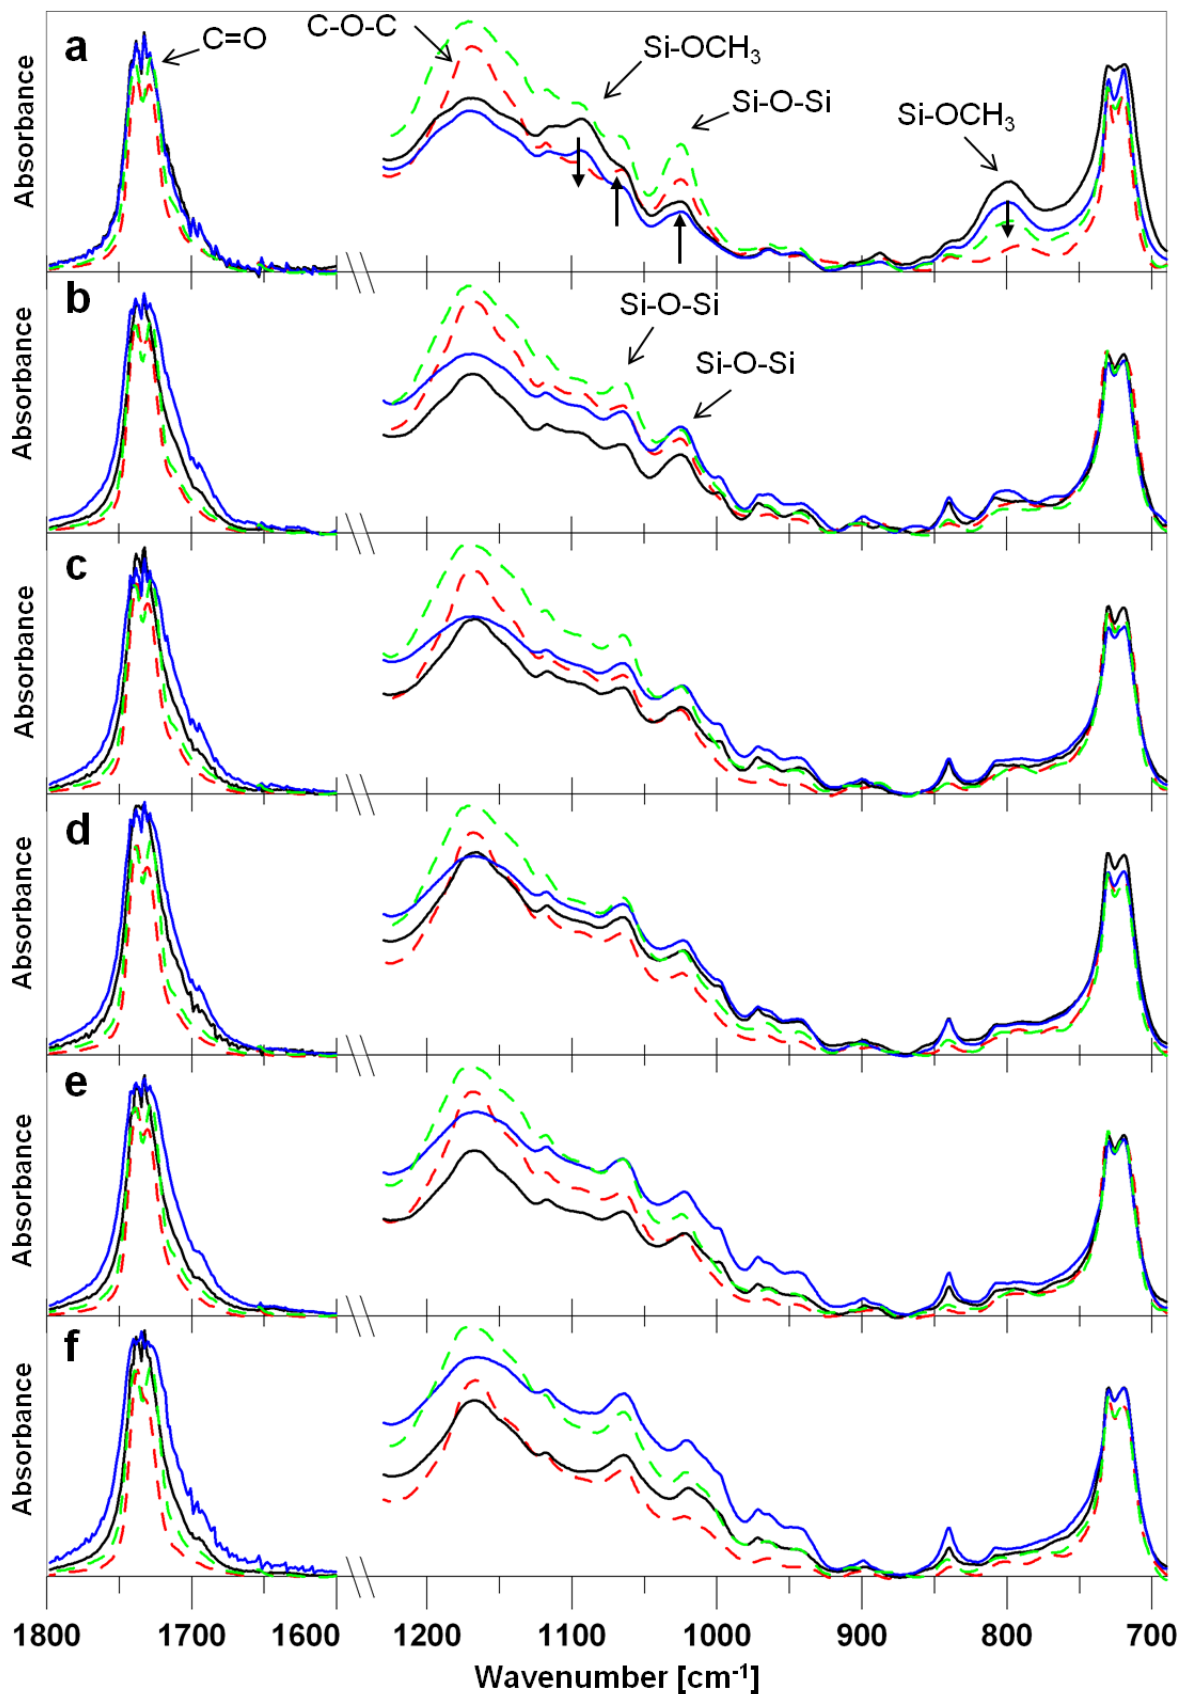 a
C=O
C-O-C
Si-OCH₃
Si-O-Si
Si-OCH₃
Absorbance
b
Si-O-Si
Si-O-Si
Absorbance
c
Absorbance
d
Absorbance
e
Absorbance
f
Absorbance
1800 1700 1600 1200 1100 1000 900 800 700
Wavenumber [cm⁻¹]